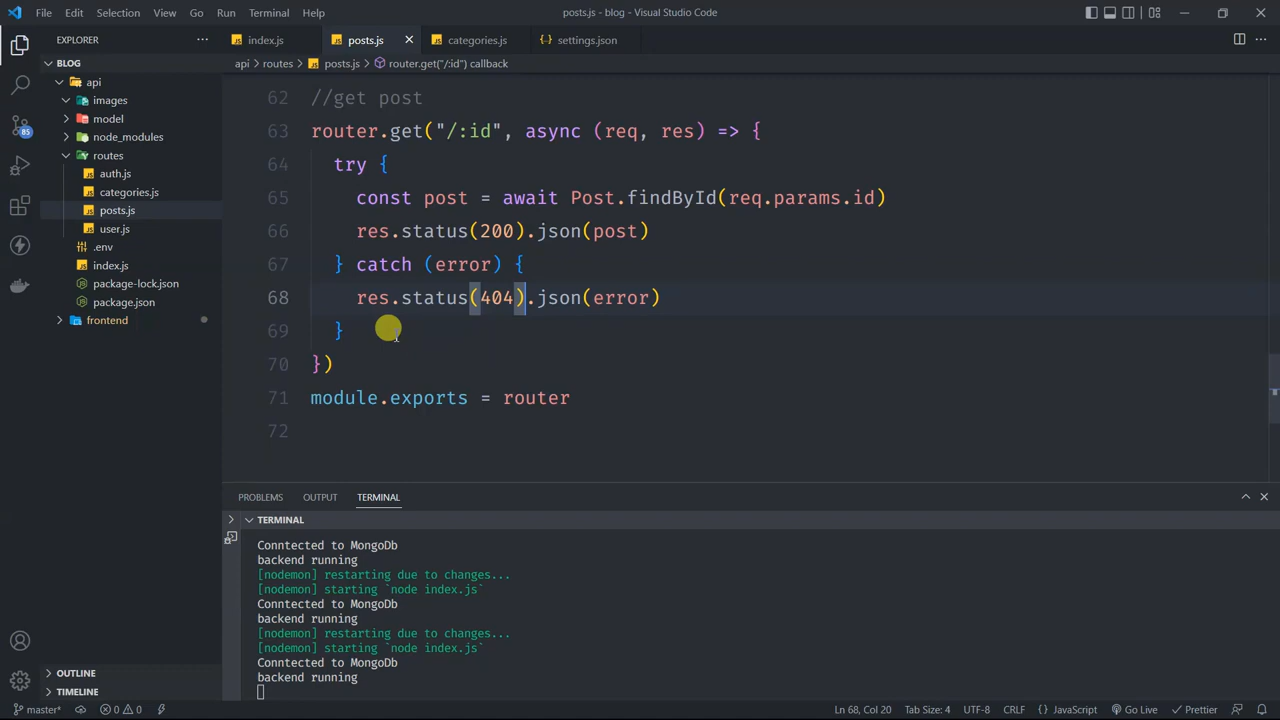 File Edit Selection View Go Run Terminal Help
posts.js - blog - Visual Studio Code
EXPLORER
index.js
posts.js
categories.js
settings.json
BLOG
api > routes > posts.js > router.get("/:id") callback
api
images
model
node_modules
routes
auth.js
categories.js
posts.js
user.js
.env
index.js
package-lock.json
package.json
frontend
85
62 //get post
63 router.get("/:id", async (req, res) => {
64 try {
65 const post = await Post.findById(req.params.id)
66 res.status(200).json(post)
67 } catch (error) {
68 res.status(404).json(error)
69 }
70 })
71 module.exports = router
72
PROBLEMS OUTPUT TERMINAL
TERMINAL
Conntected to MongoDb
backend running
[nodemon] restarting due to changes...
[nodemon] starting `node index.js`
Conntected to MongoDb
backend running
[nodemon] restarting due to changes...
[nodemon] starting `node index.js`
Conntected to MongoDb
backend running
OUTLINE
TIMELINE
master* 0 0 Ln 68, Col 20 Tab Size: 4 UTF-8 CRLF {} JavaScript Go Live Prettier